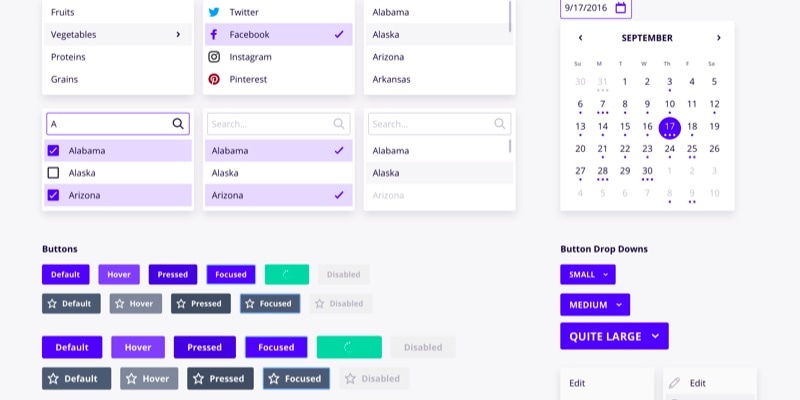 Fruits
Vegetables
Proteins
Grains
Twitter
Facebook
Instagram
Pinterest
Alabama
Alaska
Arizona
Arkansas
A
Alabama
Alaska
Arizona
Search...
Alabama
Alaska
Arizona
Search...
Alabama
Alaska
Arizona
9/17/2016
SEPTEMBER
Su M T W Th F Sa
30 31 1 2 3 4 5
6 7 8 9 10 11 12
13 14 15 16 17 18 19
20 21 22 23 24 25 26
27 28 29 30 1 2 3
4 5 6 7 8 9 10
Buttons
Default Hover Pressed Focused Disabled
Default Hover Pressed Focused Disabled
Default Hover Pressed Focused Disabled
Default Hover Pressed Focused Disabled
Button Drop Downs
SMALL
MEDIUM
QUITE LARGE
Edit
Edit